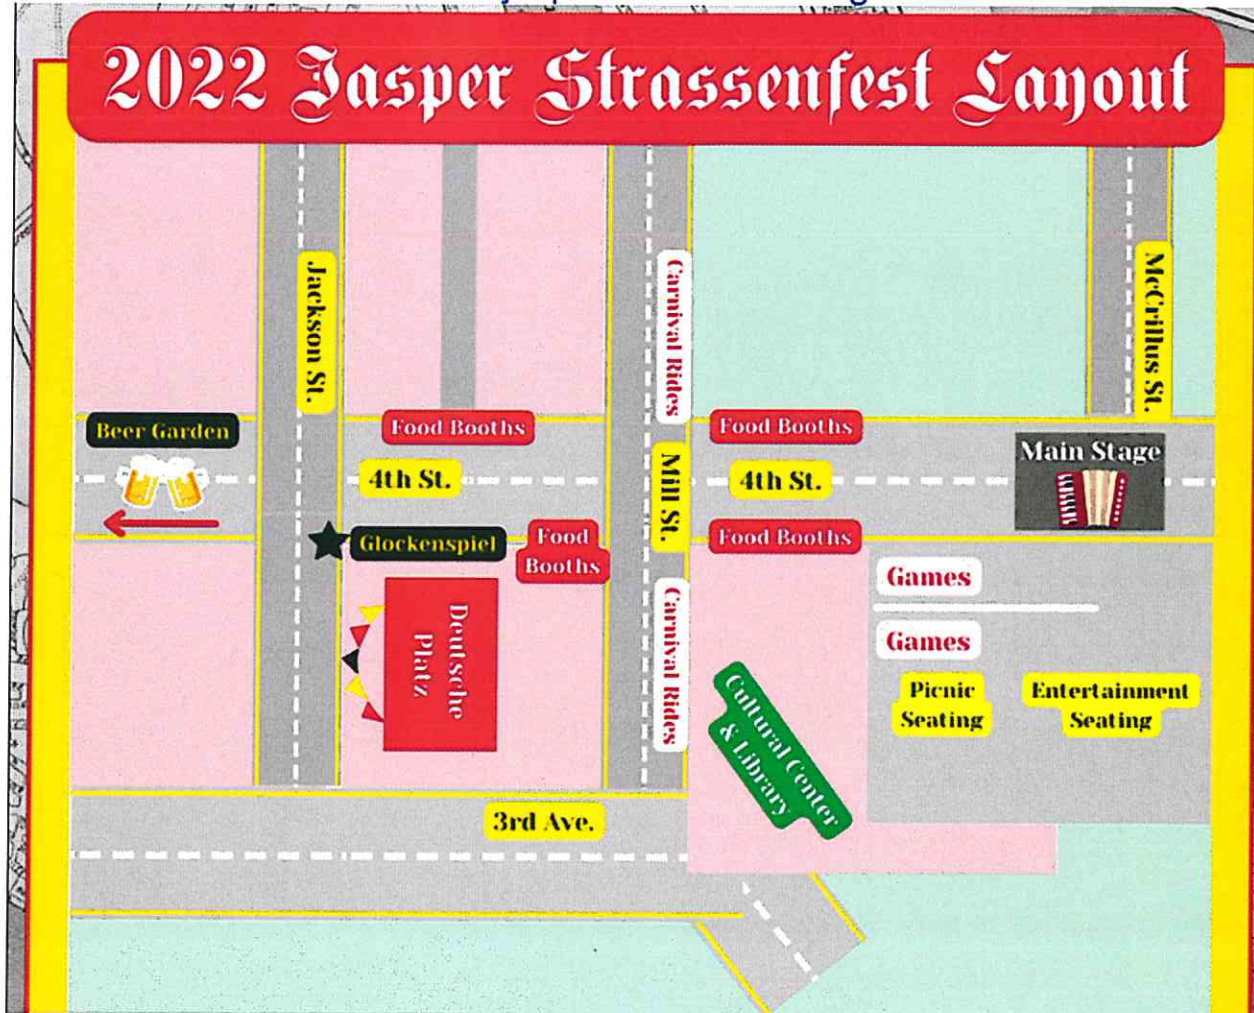 2022 Jasper Strassenfest Layout
Jackson St.
Carnival Rides
McCrillus St.
Beer Garden
Food Booths
Food Booths
Main Stage
4th St.
Mill St.
4th St.
Glockenspiel
Food
Booths
Food Booths
Games
Games
Deutsche
Platz
Carnival Rides
Cultural Center
& Library
Picnic
Seating
Entertainment
Seating
3rd Ave.